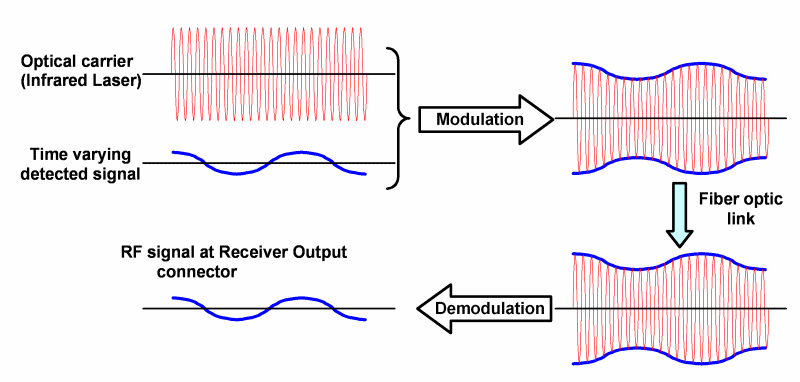 Optical carrier
(Infrared Laser)
Modulation
Time varying
detected signal
Fiber optic
link
RF signal at Receiver Output
connector
Demodulation